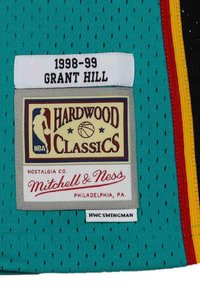 1998-99
GRANT HILL
HARDWOOD
NBA
CLASSICS
NOSTALGIA CO.
Mitchell & Ness
PHILADELPHIA, PA.
HWC SWINGMAN